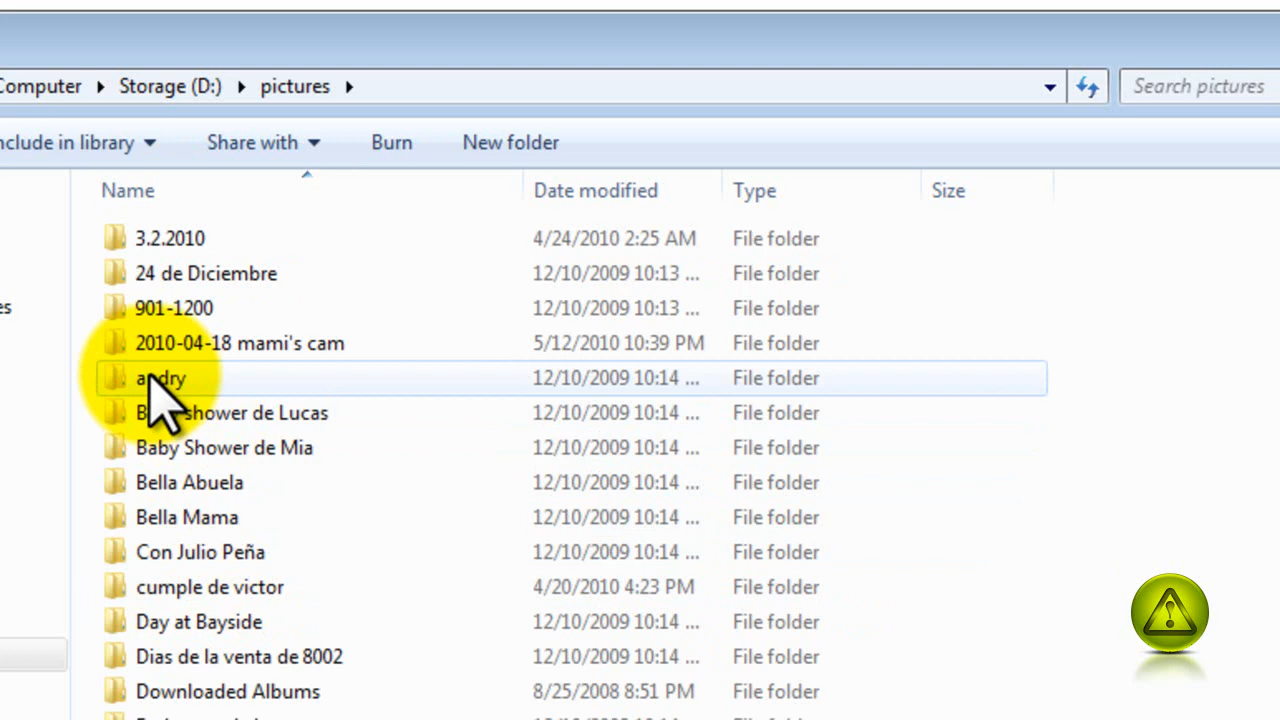 Computer Storage (D:) pictures Search pictures
nclude in library Share with Burn New folder
Name Date modified Type Size
3.2.2010 4/24/2010 2:25 AM File folder
24 de Diciembre 12/10/2009 10:13 ... File folder
901-1200 12/10/2009 10:13 ... File folder
es
2010-04-18 mami's cam 5/12/2010 10:39 PM File folder
12/10/2009 10:14 ... File folder
shower de Lucas 12/10/2009 10:14 ... File folder
Baby Shower de Mia 12/10/2009 10:14 ... File folder
Bella Abuela 12/10/2009 10:14 ... File folder
Bella Mama 12/10/2009 10:14 ... File folder
Con Julio Peña 12/10/2009 10:14 ... File folder
cumple de victor 4/20/2010 4:23 PM File folder
Day at Bayside 12/10/2009 10:14 ... File folder
Dias de la venta de 8002 12/10/2009 10:14 ... File folder
Downloaded Albums 8/25/2008 8:51 PM File folder